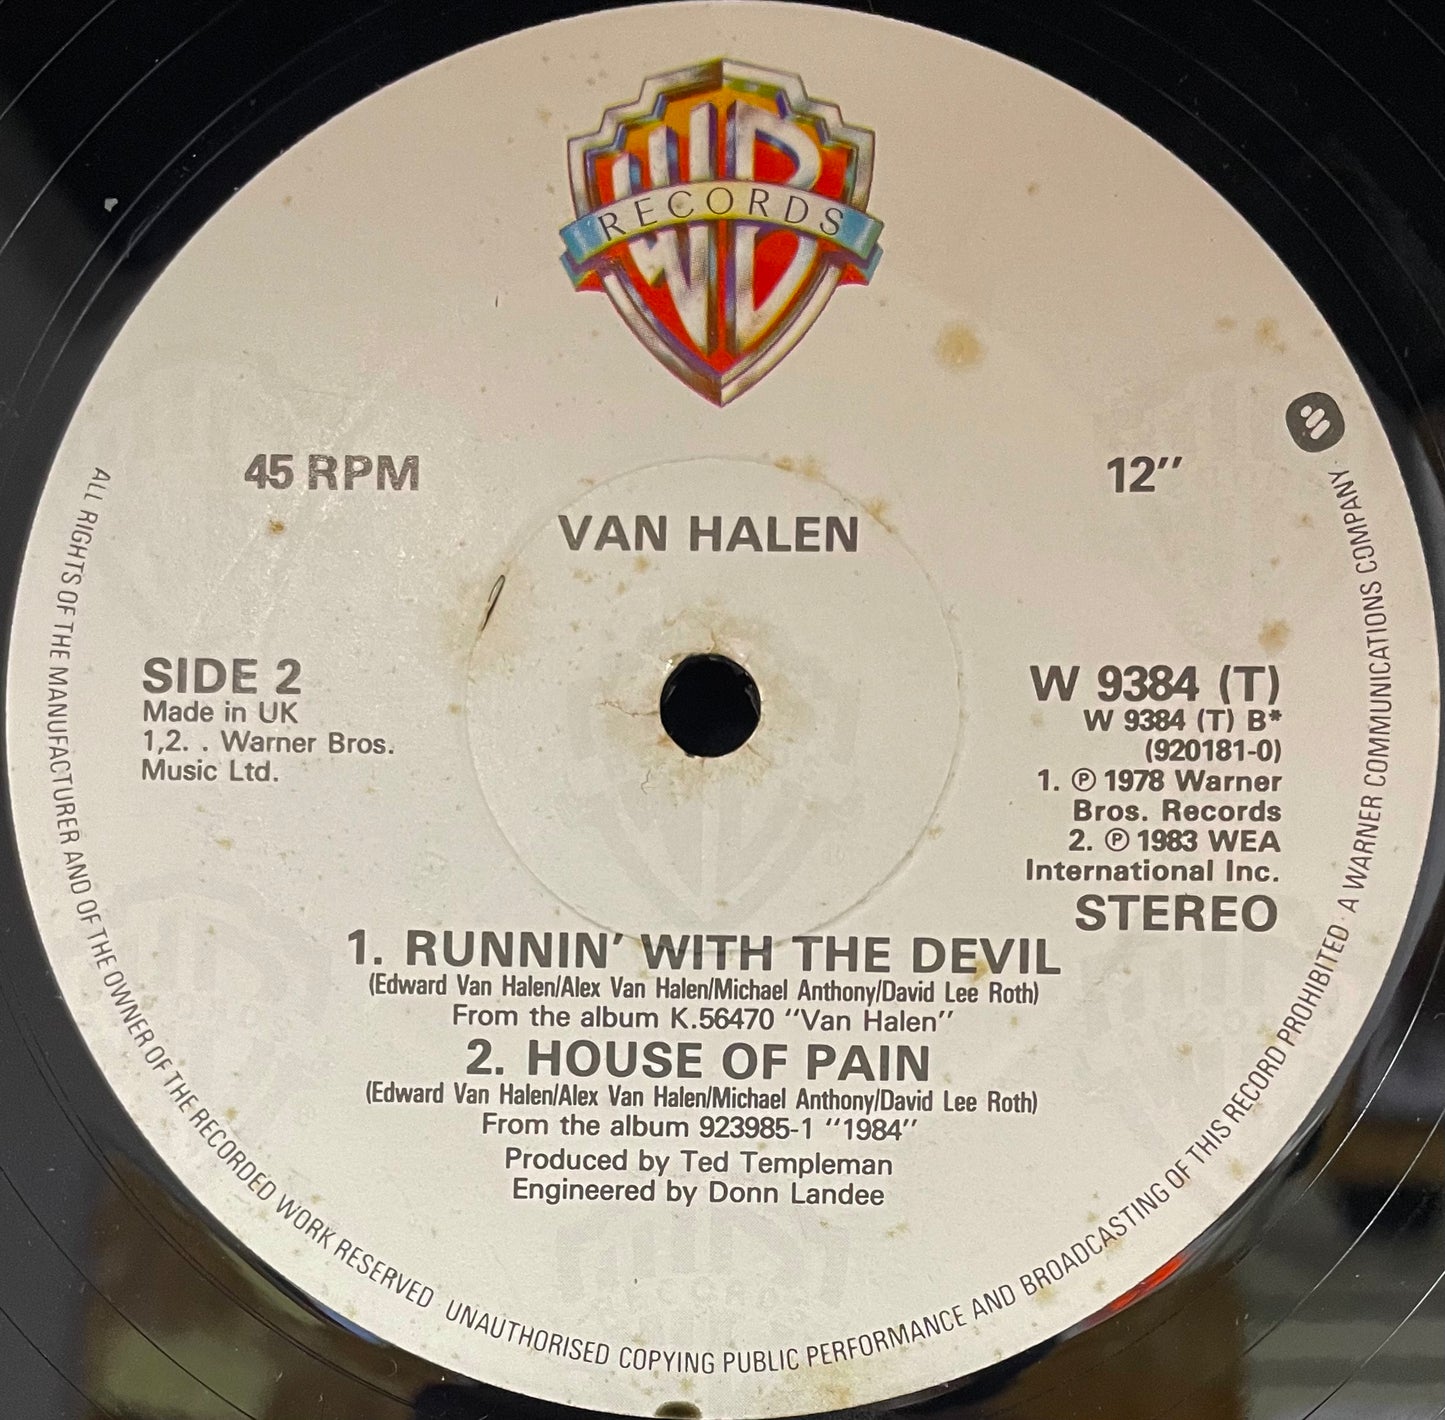 WB
RECORDS
45 RPM
12″
VAN HALEN
SIDE 2
Made in UK
1,2. . Warner Bros.
Music Ltd.
W 9384 (T)
W 9384 (T) B*
(920181-0)
1. ℗ 1978 Warner
Bros. Records
2. ℗ 1983 WEA
International Inc.
STEREO
1. RUNNIN′ WITH THE DEVIL
(Edward Van Halen/Alex Van Halen/Michael Anthony/David Lee Roth)
From the album K.56470 ″Van Halen″
2. HOUSE OF PAIN
(Edward Van Halen/Alex Van Halen/Michael Anthony/David Lee Roth)
From the album 923985-1 ″1984″
Produced by Ted Templeman
Engineered by Donn Landee
ALL RIGHTS OF THE MANUFACTURER AND OF THE OWNER OF THE RECORDED WORK RESERVED · UNAUTHORISED COPYING PUBLIC PERFORMANCE AND BROADCASTING OF THIS RECORD PROHIBITED · A WARNER COMMUNICATIONS COMPANY ·